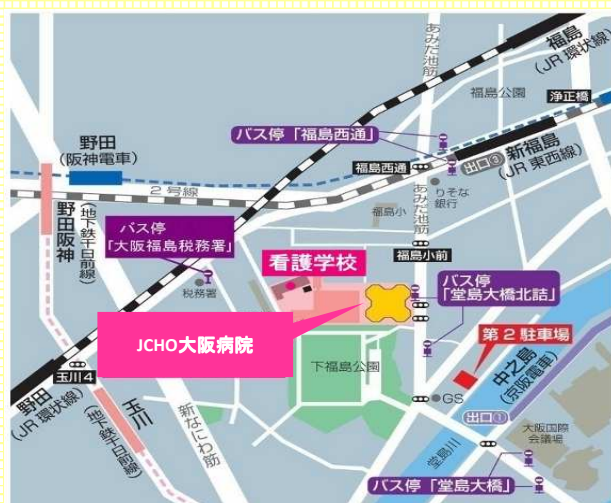 あみだ池筋
福島
(JR環状線)
福島公園
浄正橋
野田
(阪神電車)
バス停「福島西通」
福島西通
出口③
新福島
(JR東西線)
2号線
りそな
銀行
あみだ池筋
野田阪神
(地下鉄千日前線)
バス停
「大阪福島税務署」
福島小
看護学校
福島小前
税務署
バス停
「堂島大橋北詰」
JCHO大阪病院
第2駐車場
下福島公園
中之島
(京阪電車)
玉川4
GS
野田
(JR環状線)
玉川
(地下鉄千日前線)
新なにわ筋
出口①
大阪国際
会議場
堂島川
バス停「堂島大橋」